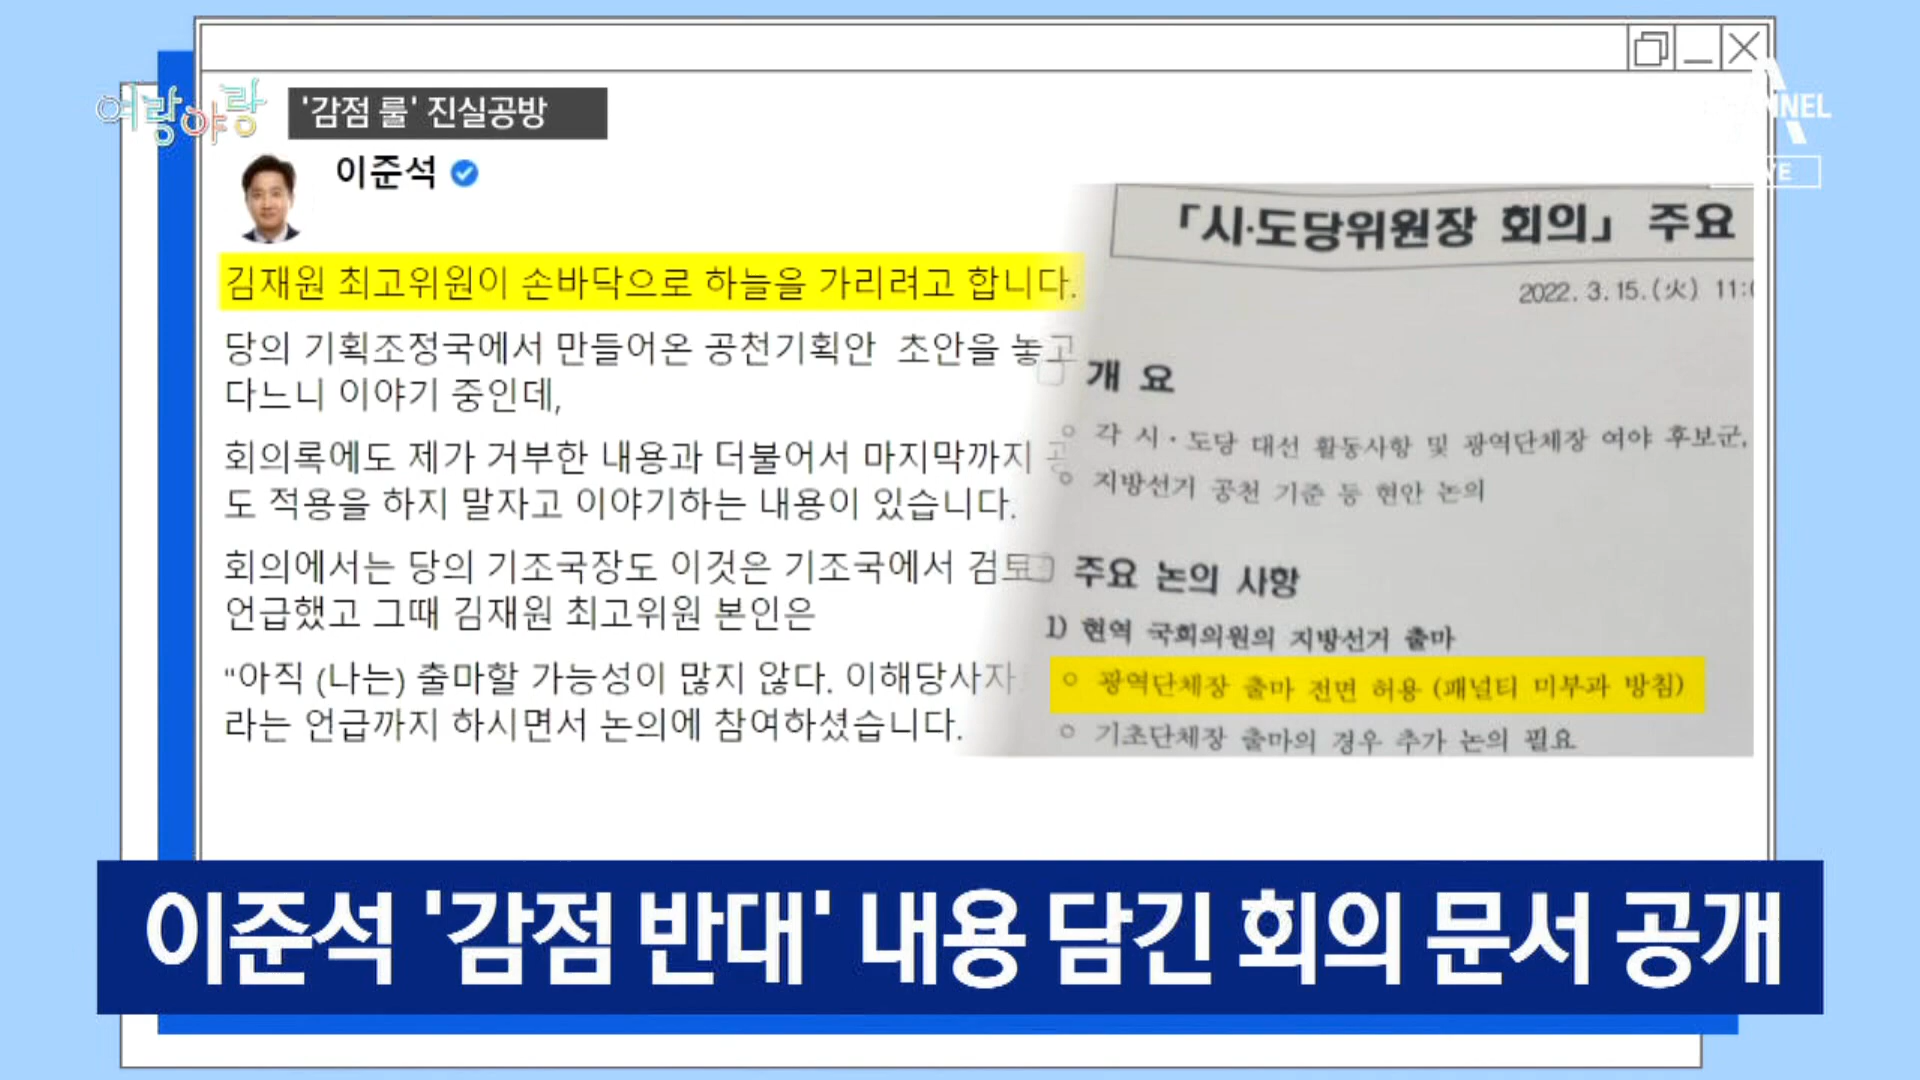 여랑야랑
'감점 룰' 진실공방
CHANNEL A
LIVE
이준석
김재원 최고위원이 손바닥으로 하늘을 가리려고 합니다.
당의 기획조정국에서 만들어온 공천기획안 초안을 놓고
다느니 이야기 중인데,
회의록에도 제가 거부한 내용과 더불어서 마지막까지
도 적용을 하지 말자고 이야기하는 내용이 있습니다.
회의에서는 당의 기조국장도 이것은 기조국에서 검토
언급했고 그때 김재원 최고위원 본인은
"아직 (나는) 출마할 가능성이 많지 않다. 이해당사자
라는 언급까지 하시면서 논의에 참여하셨습니다.
「시·도당위원장 회의」 주요
2022. 3. 15.(火) 11:0
□ 개 요
○ 각 시·도당 대선 활동사항 및 광역단체장 여야 후보군,
○ 지방선거 공천 기준 등 현안 논의
□ 주요 논의 사항
1) 현역 국회의원의 지방선거 출마
○ 광역단체장 출마 전면 허용 (패널티 미부과 방침)
○ 기초단체장 출마의 경우 추가 논의 필요
이준석 '감점 반대' 내용 담긴 회의 문서 공개